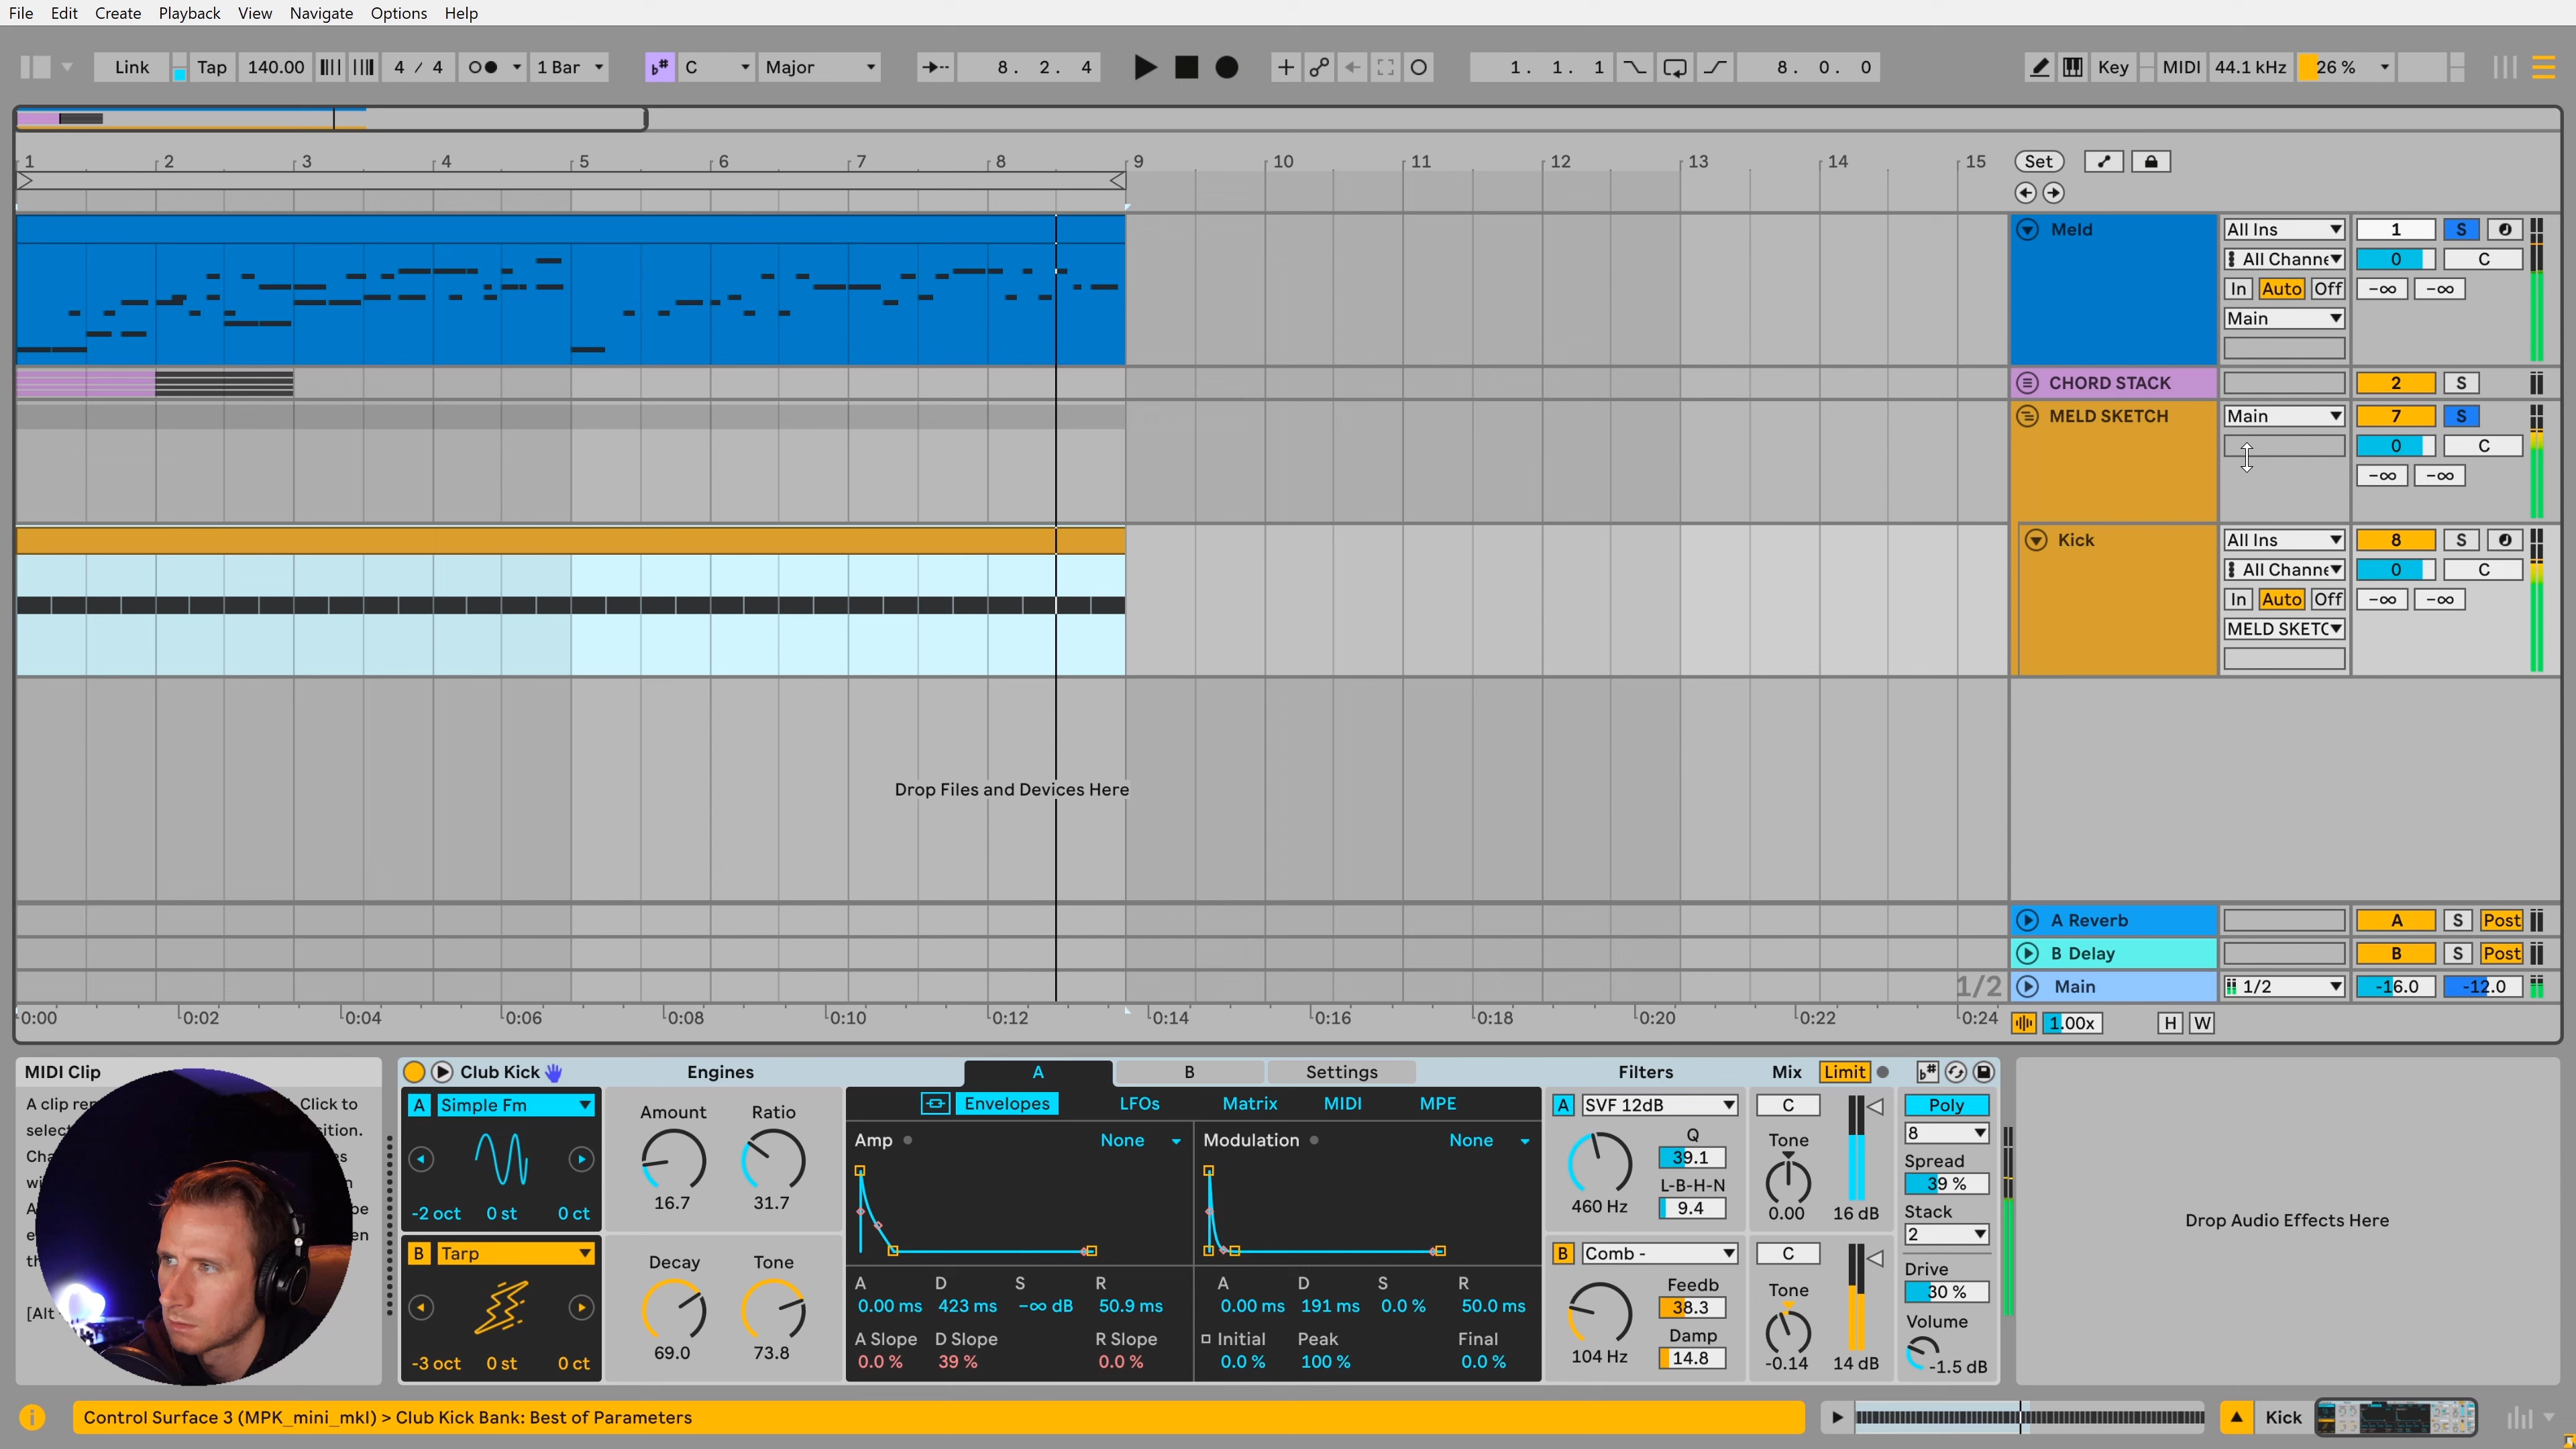 File Edit Create Playback View Navigate Options Help
Link Tap 140.00 4 / 4 1 Bar C Major 8. 2. 4 1. 1. 1 8. 0. 0 Key MIDI 44.1 kHz 26 %
1 2 3 4 5 6 7 8 9 10 11 12 13 14 15 Set
Meld All Ins 1 S
All Channe 0 C
In Auto Off -∞ -∞
Main
CHORD STACK 2 S
MELD SKETCH Main 7 S
0 C
-∞ -∞
Kick All Ins 8 S
All Channe 0 C
In Auto Off -∞ -∞
MELD SKETC
Drop Files and Devices Here
A Reverb A S Post
B Delay B S Post
1/2 Main 1/2 -16.0 -12.0
0:00 0:02 0:04 0:06 0:08 0:10 0:12 0:14 0:16 0:18 0:20 0:22 0:24 1.00x H W
MIDI Clip
A clip rep Click to
select ition.
[Alt
Club Kick Engines A B Settings Filters Mix Limit
A Simple Fm Amount Ratio Envelopes LFOs Matrix MIDI MPE A SVF 12dB C Poly
Amp None Modulation None Q Tone 8
39.1 Spread
L-B-H-N 39 %
16.7 31.7 460 Hz 9.4 Stack
-2 oct 0 st 0 ct 0.00 16 dB 2
B Tarp Decay Tone B Comb - C
Drive
A D S R A D S R Feedb Tone 30 %
0.00 ms 423 ms -∞ dB 50.9 ms 0.00 ms 191 ms 0.0 % 50.0 ms 38.3
A Slope D Slope R Slope Initial Peak Final Damp Volume
-3 oct 0 st 0 ct 69.0 73.8 0.0 % 39 % 0.0 % 0.0 % 100 % 0.0 % 104 Hz 14.8 -0.14 14 dB -1.5 dB
Drop Audio Effects Here
Control Surface 3 (MPK_mini_mkI) > Club Kick Bank: Best of Parameters Kick